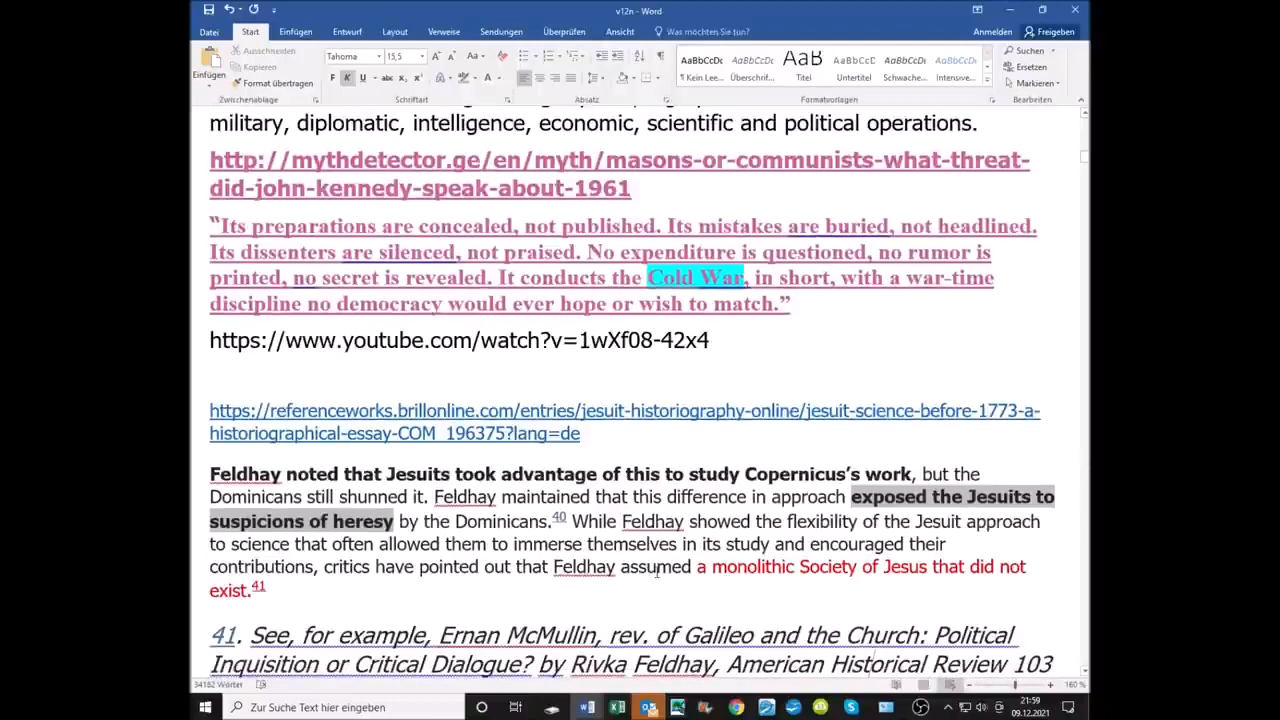 v12n - Word
Datei Start Einfügen Entwurf Layout Verweise Sendungen Überprüfen Ansicht Was möchten Sie tun? Anmelden Freigeben
Einfügen
Ausschneiden
Kopieren
Format übertragen
Zwischenablage
Tahoma 15,5
Schriftart
Absatz
AaBbCcDc AaBbCcDc AaB AaBbCcD AaBbCcDc AaBbCcDc
¶ Kein Lee... Überschrif... Titel Untertitel Schwache... Intensive...
Formatvorlagen
Suchen
Ersetzen
Markieren
Bearbeiten
military, diplomatic, intelligence, economic, scientific and political operations.
http://mythdetector.ge/en/myth/masons-or-communists-what-threat-
did-john-kennedy-speak-about-1961
“Its preparations are concealed, not published. Its mistakes are buried, not headlined.
Its dissenters are silenced, not praised. No expenditure is questioned, no rumor is
printed, no secret is revealed. It conducts the Cold War, in short, with a war-time
discipline no democracy would ever hope or wish to match.”
https://www.youtube.com/watch?v=1wXf08-42x4
https://referenceworks.brillonline.com/entries/jesuit-historiography-online/jesuit-science-before-1773-a-
historiographical-essay-COM_196375?lang=de
Feldhay noted that Jesuits took advantage of this to study Copernicus’s work, but the
Dominicans still shunned it. Feldhay maintained that this difference in approach exposed the Jesuits to
suspicions of heresy by the Dominicans.40 While Feldhay showed the flexibility of the Jesuit approach
to science that often allowed them to immerse themselves in its study and encouraged their
contributions, critics have pointed out that Feldhay assumed a monolithic Society of Jesus that did not
exist.41
41. See, for example, Ernan McMullin, rev. of Galileo and the Church: Political
Inquisition or Critical Dialogue? by Rivka Feldhay, American Historical Review 103
34182 Wörter
160 %
Zur Suche Text hier eingeben
21:59
09.12.2021